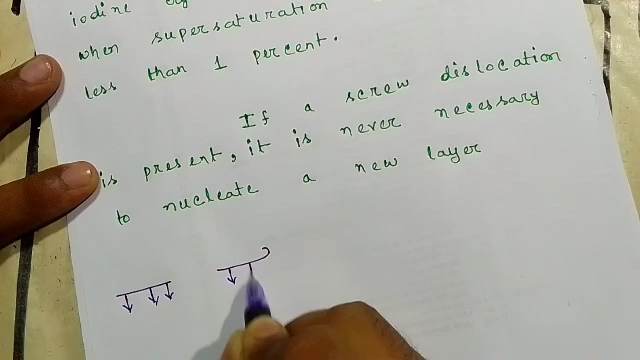 iodine
when supersaturation
less than 1 percent.
If a screw dislocation
is present, it is never necessary
to nucleate a new layer